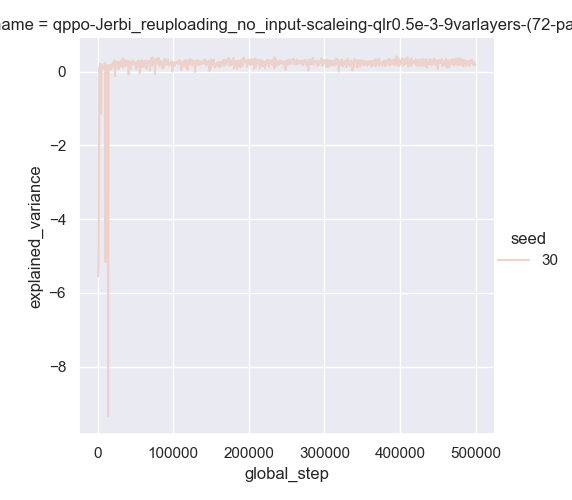 name = qppo-Jerbi_reuploading_no_input-scaleing-qlr0.5e-3-9varlayers-(72-pa
explained_variance
0
−2
−4
−6
−8
0 100000 200000 300000 400000 500000
global_step
seed
30